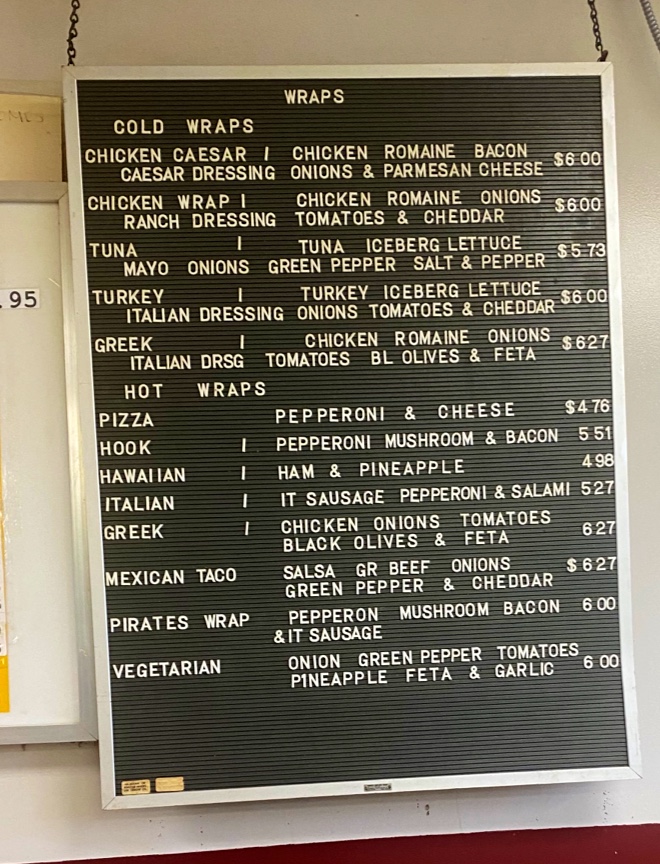 WRAPS
COLD WRAPS
CHICKEN CAESAR I CHICKEN ROMAINE BACON
CAESAR DRESSING ONIONS & PARMESAN CHEESE $6 00
CHICKEN WRAP I CHICKEN ROMAINE ONIONS $6 00
RANCH DRESSING TOMATOES & CHEDDAR
TUNA I TUNA ICEBERG LETTUCE $5 73
MAYO ONIONS GREEN PEPPER SALT & PEPPER
TURKEY I TURKEY ICEBERG LETTUCE $6 00
ITALIAN DRESSING ONIONS TOMATOES & CHEDDAR
GREEK I CHICKEN ROMAINE ONIONS $6 27
ITALIAN DRSG TOMATOES BL OLIVES & FETA
HOT WRAPS
PIZZA PEPPERONI & CHEESE $4 76
HOOK I PEPPERONI MUSHROOM & BACON 5 51
HAWAIIAN I HAM & PINEAPPLE 4 98
ITALIAN I IT SAUSAGE PEPPERONI & SALAMI 5 27
GREEK I CHICKEN ONIONS TOMATOES 6 27
BLACK OLIVES & FETA
MEXICAN TACO SALSA GR BEEF ONIONS $6 27
GREEN PEPPER & CHEDDAR
PIRATES WRAP PEPPERON MUSHROOM BACON 6 00
& IT SAUSAGE
VEGETARIAN ONION GREEN PEPPER TOMATOES 6 00
P1NEAPPLE FETA & GARLIC
.95